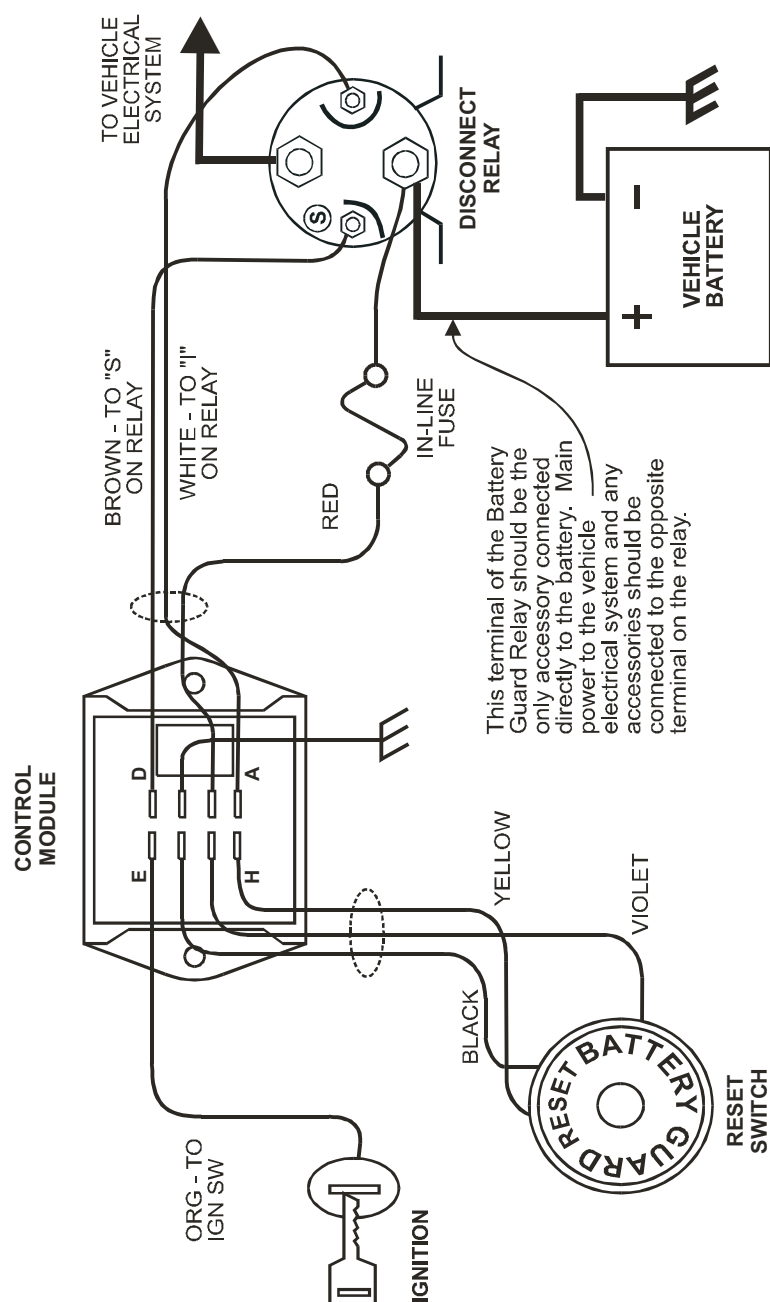 CONTROL
MODULE
BROWN - TO "S"
ON RELAY
WHITE - TO "I"
ON RELAY
TO VEHICLE
ELECTRICAL
SYSTEM
S
DISCONNECT
RELAY
RED
IN-LINE
FUSE
D
A
E
H
ORG - TO
IGN SW
IGNITION
BLACK
YELLOW
VIOLET
RESET BATTERY GUARD
RESET
SWITCH
This terminal of the Battery
Guard Relay should be the
only accessory connected
directly to the battery. Main
power to the vehicle
electrical system and any
accessories should be
connected to the opposite
terminal on the relay.
+
-
VEHICLE
BATTERY